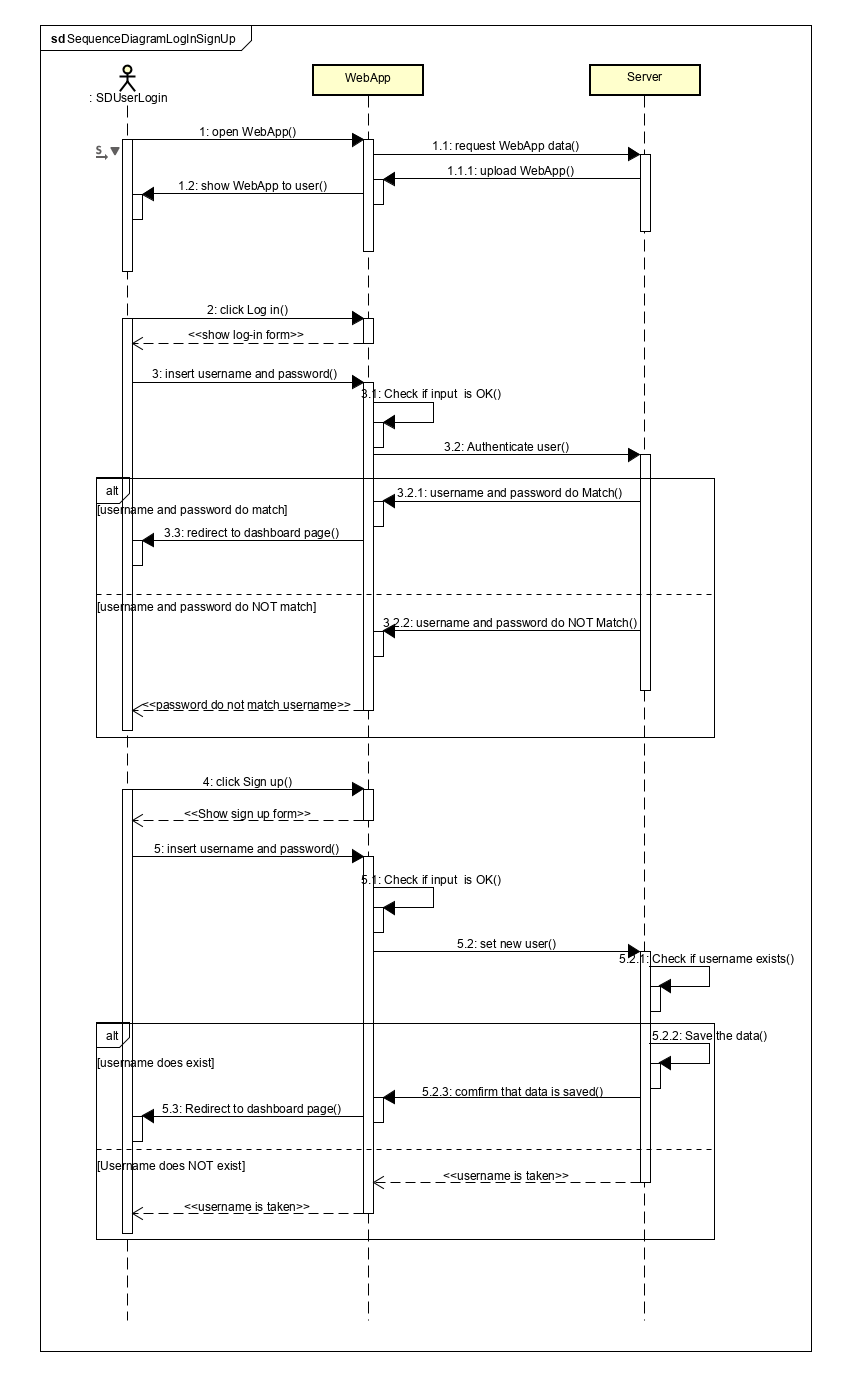 sd SequenceDiagramLogInSignUp
: SDUserLogin
WebApp
Server
1: open WebApp()
1.1: request WebApp data()
S
1.1.1: upload WebApp()
1.2: show WebApp to user()
2: click Log in()
<<show log-in form>>
3: insert username and password()
3.1: Check if input  is OK()
3.2: Authenticate user()
alt
3.2.1: username and password do Match()
[username and password do match]
3.3: redirect to dashboard page()
[username and password do NOT match]
3.2.2: username and password do NOT Match()
<<password do not match username>>
4: click Sign up()
<<Show sign up form>>
5: insert username and password()
5.1: Check if input  is OK()
5.2: set new user()
5.2.1: Check if username exists()
alt
5.2.2: Save the data()
[username does exist]
5.2.3: comfirm that data is saved()
5.3: Redirect to dashboard page()
[Username does NOT exist]
<<username is taken>>
<<username is taken>>